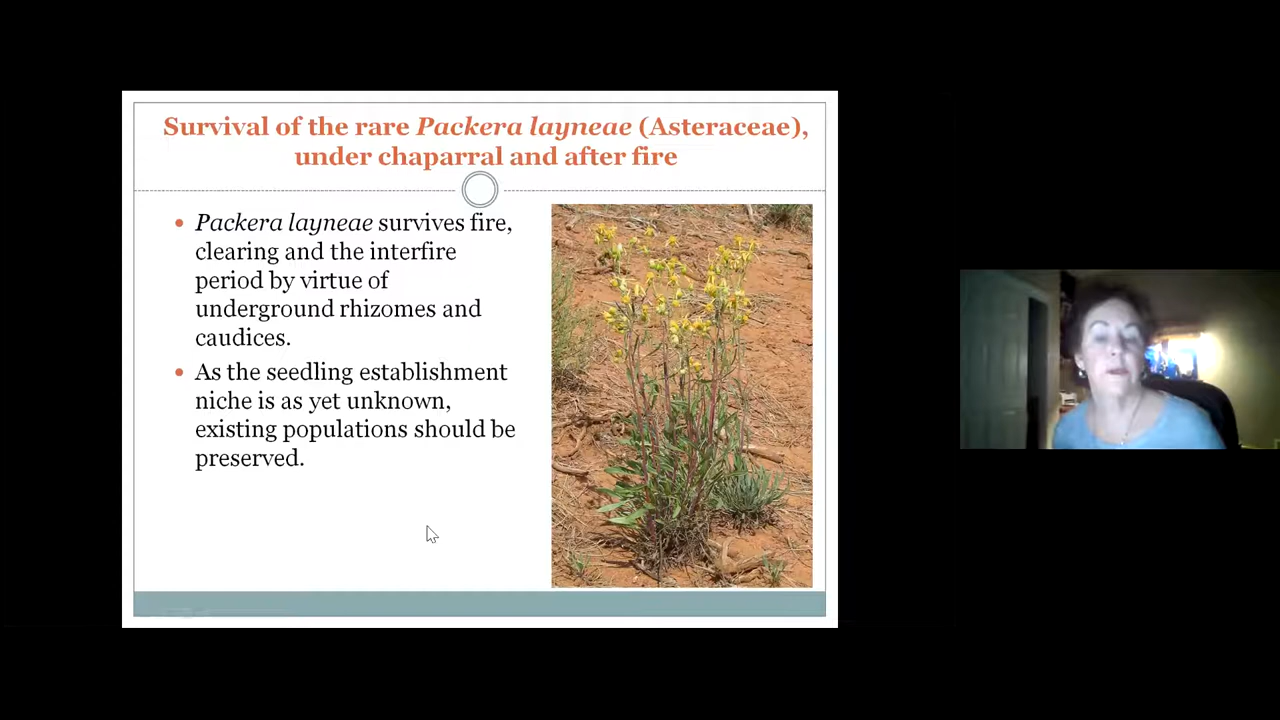 Survival of the rare Packera layneae (Asteraceae),
under chaparral and after fire
Packera layneae survives fire,
clearing and the interfire
period by virtue of
underground rhizomes and
caudices.
As the seedling establishment
niche is as yet unknown,
existing populations should be
preserved.